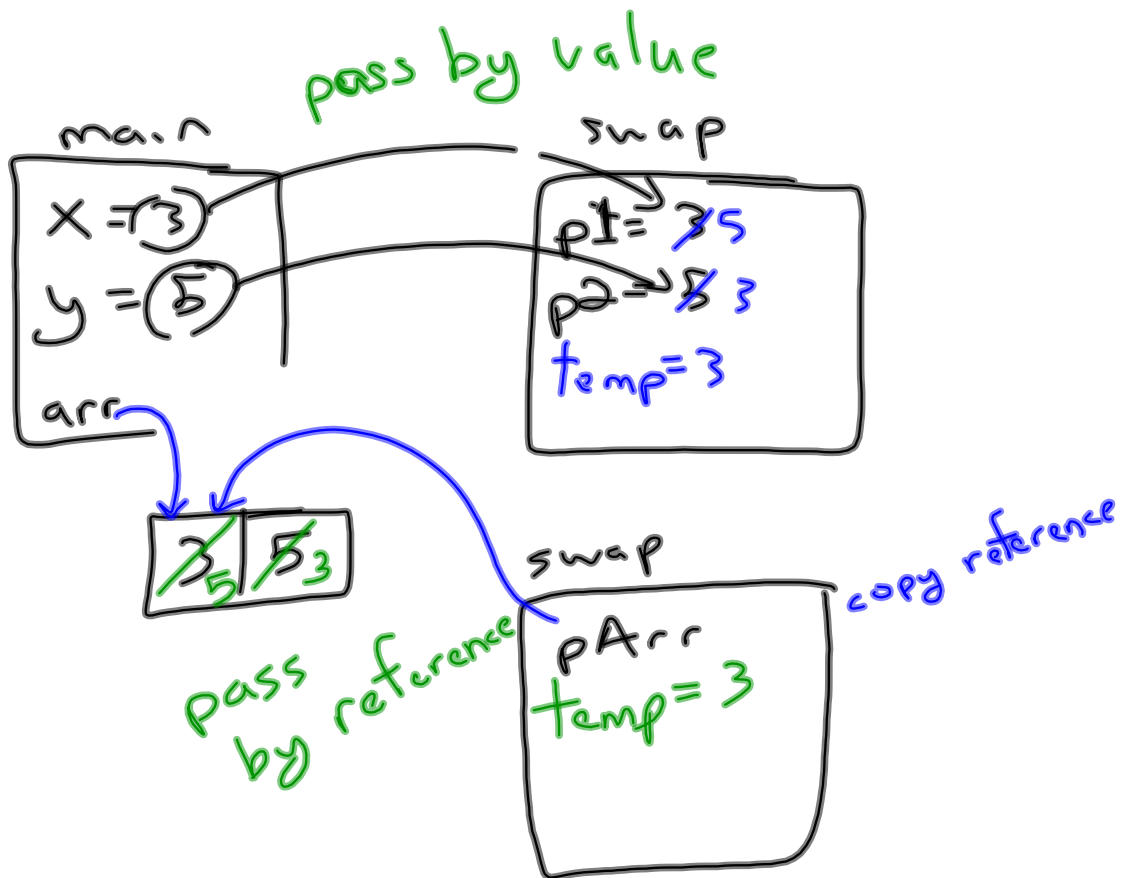 pass by value
main
x = 3
y = 5
arr
swap
p1 = 3 5
p2 = 5 3
temp = 3
3 5 5 3
pass by reference
swap
pArr
temp = 3
copy reference